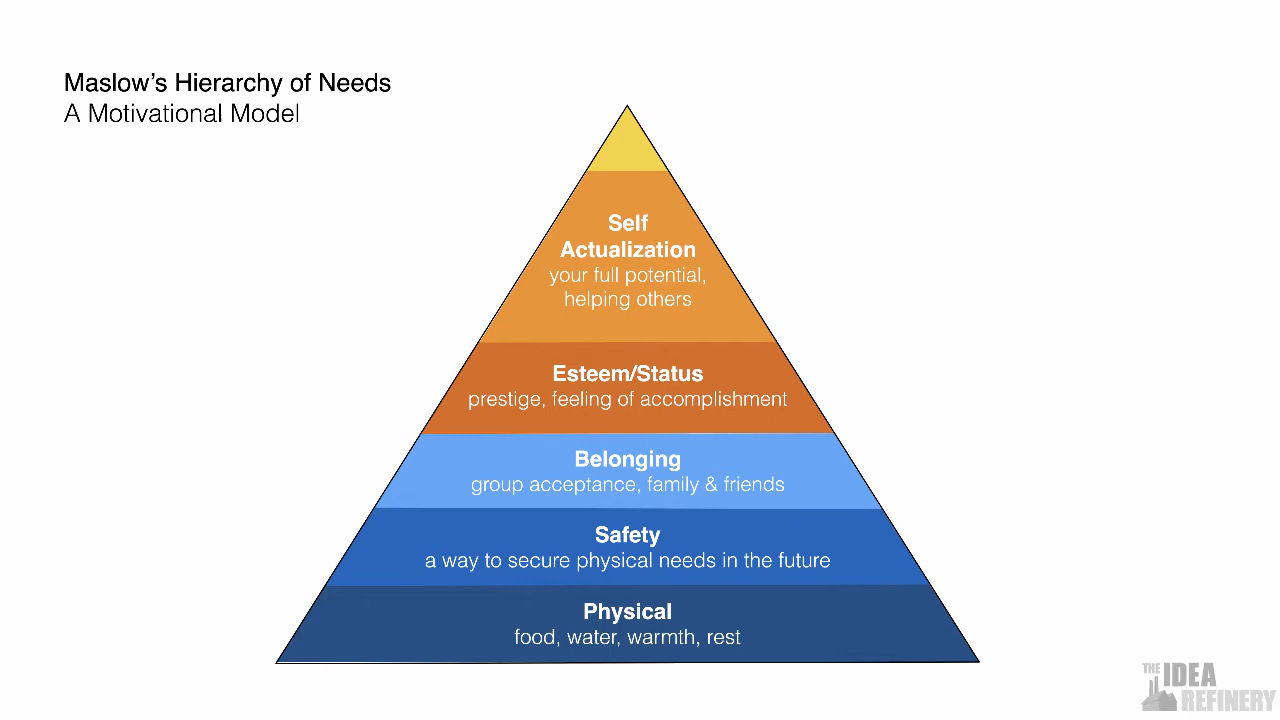 Maslow’s Hierarchy of Needs
A Motivational Model
Self
Actualization
your full potential,
helping others
Esteem/Status
prestige, feeling of accomplishment
Belonging
group acceptance, family & friends
Safety
a way to secure physical needs in the future
Physical
food, water, warmth, rest
THE IDEA
REFINERY